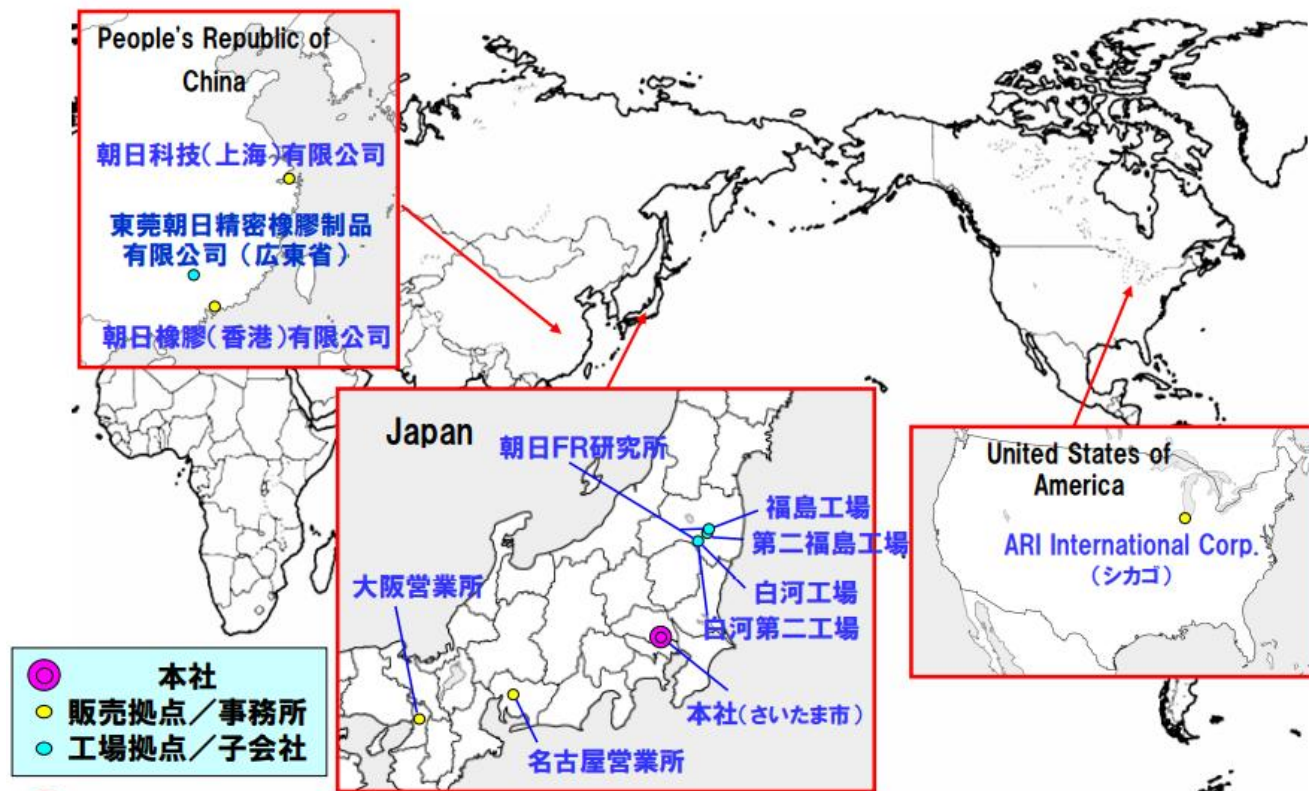 People's Republic of
China
朝日科技(上海)有限公司
東莞朝日精密橡膠制品
有限公司(広東省)
朝日橡膠(香港)有限公司
Japan
朝日FR研究所
福島工場
第二福島工場
白河工場
白河第二工場
大阪営業所
本社(さいたま市)
名古屋営業所
United States of
America
ARI International Corp.
(シカゴ)
本社
販売拠点/事務所
工場拠点/子会社